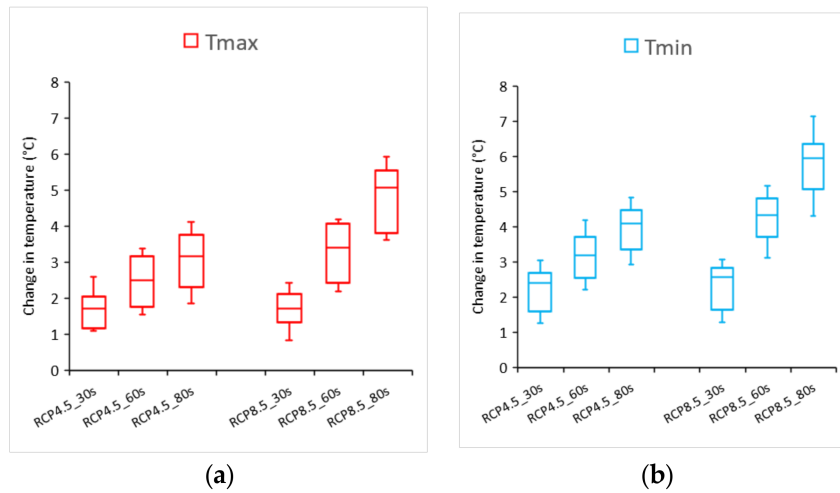 Tmax
Change in temperature (°C)
8
7
6
5
4
3
2
1
0
RCP4.5_30s
RCP4.5_60s
RCP4.5_80s
RCP8.5_30s
RCP8.5_60s
RCP8.5_80s
(a)
Tmin
Change in temperature (°C)
8
7
6
5
4
3
2
1
0
RCP4.5_30s
RCP4.5_60s
RCP4.5_80s
RCP8.5_30s
RCP8.5_60s
RCP8.5_80s
(b)